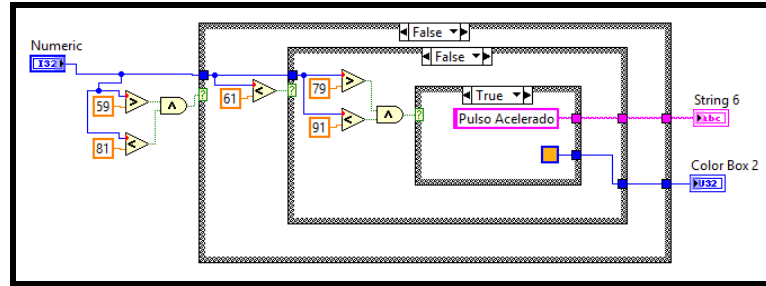 False
False
True
Numeric
I32
59
>
∧
81
<
?
61
<
?
79
>
91
<
∧
?
Pulso Acelerado
String 6
abc
Color Box 2
U32